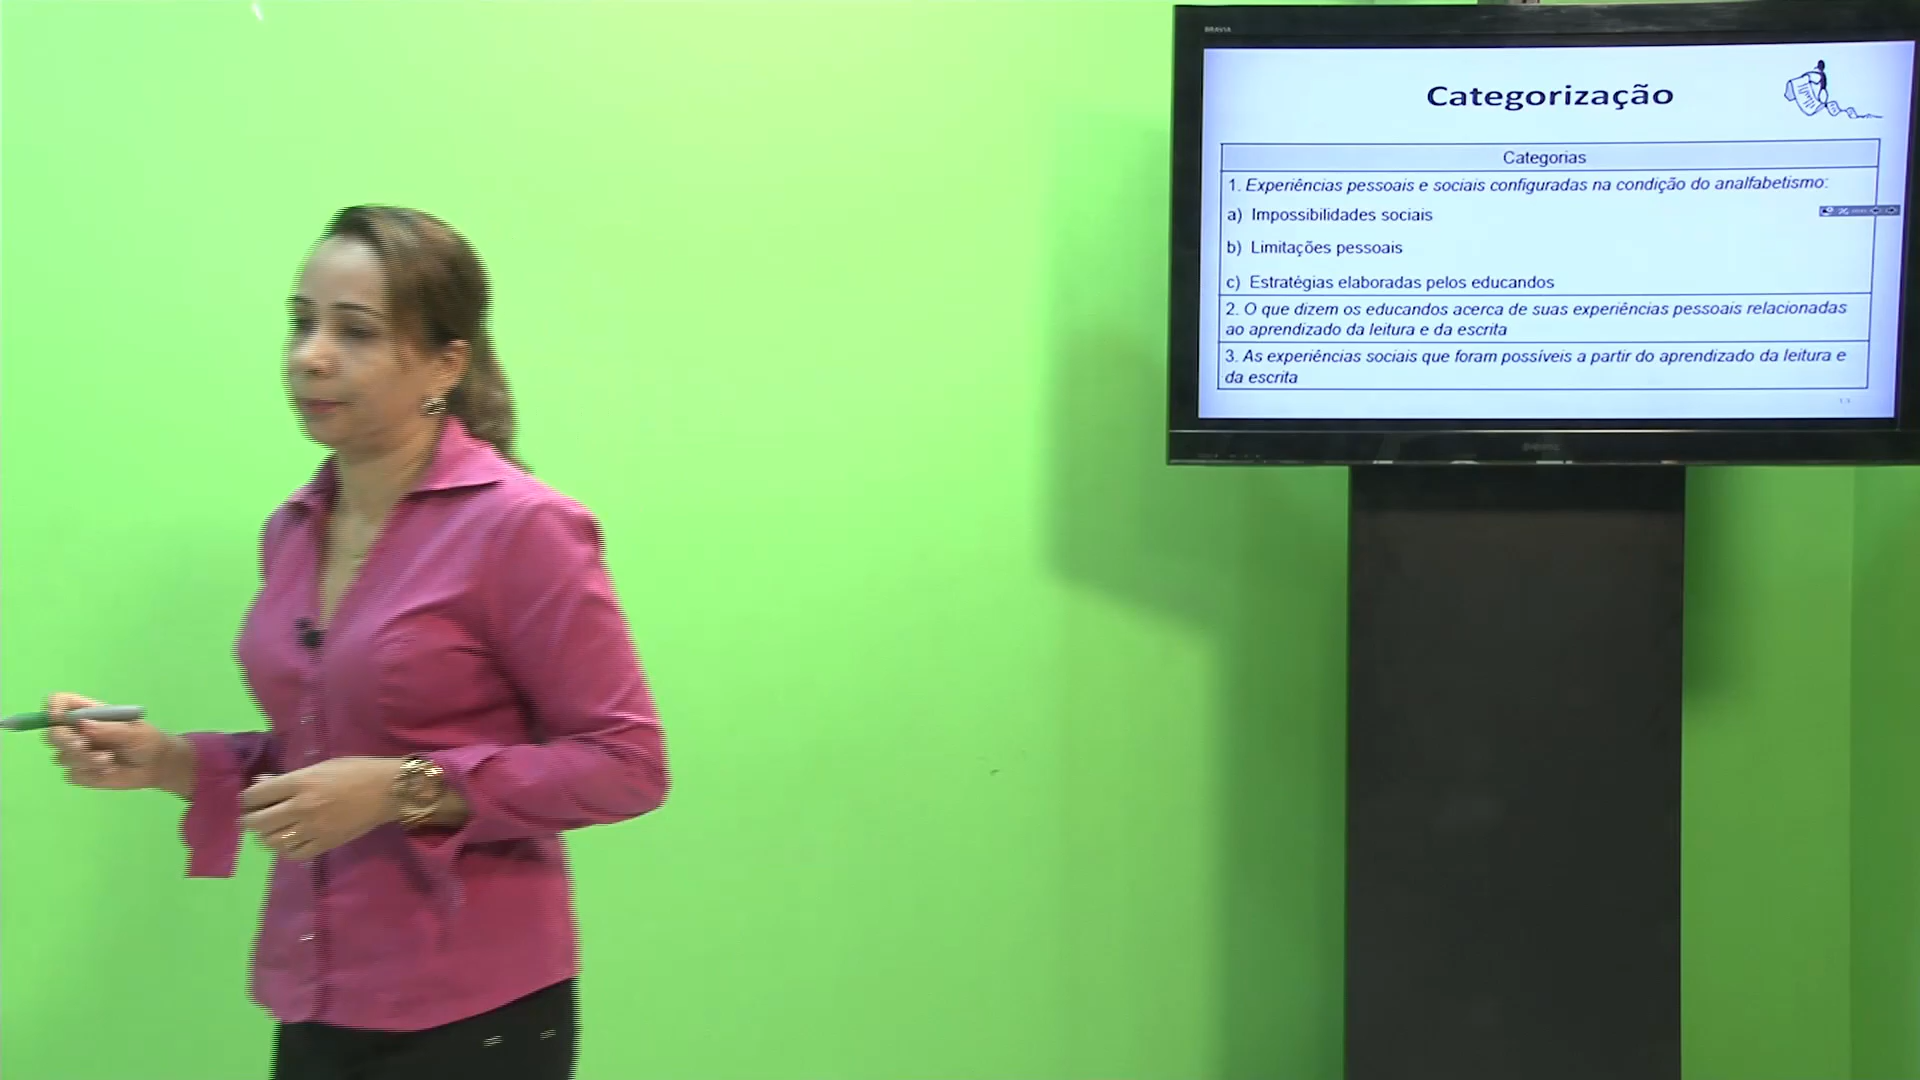 BRAVIA
Categorização
Categorias
1. Experiências pessoais e sociais configuradas na condição do analfabetismo:
a) Impossibilidades sociais
b) Limitações pessoais
c) Estratégias elaboradas pelos educandos
2. O que dizem os educandos acerca de suas experiências pessoais relacionadas
ao aprendizado da leitura e da escrita
3. As experiências sociais que foram possíveis a partir do aprendizado da leitura e
da escrita